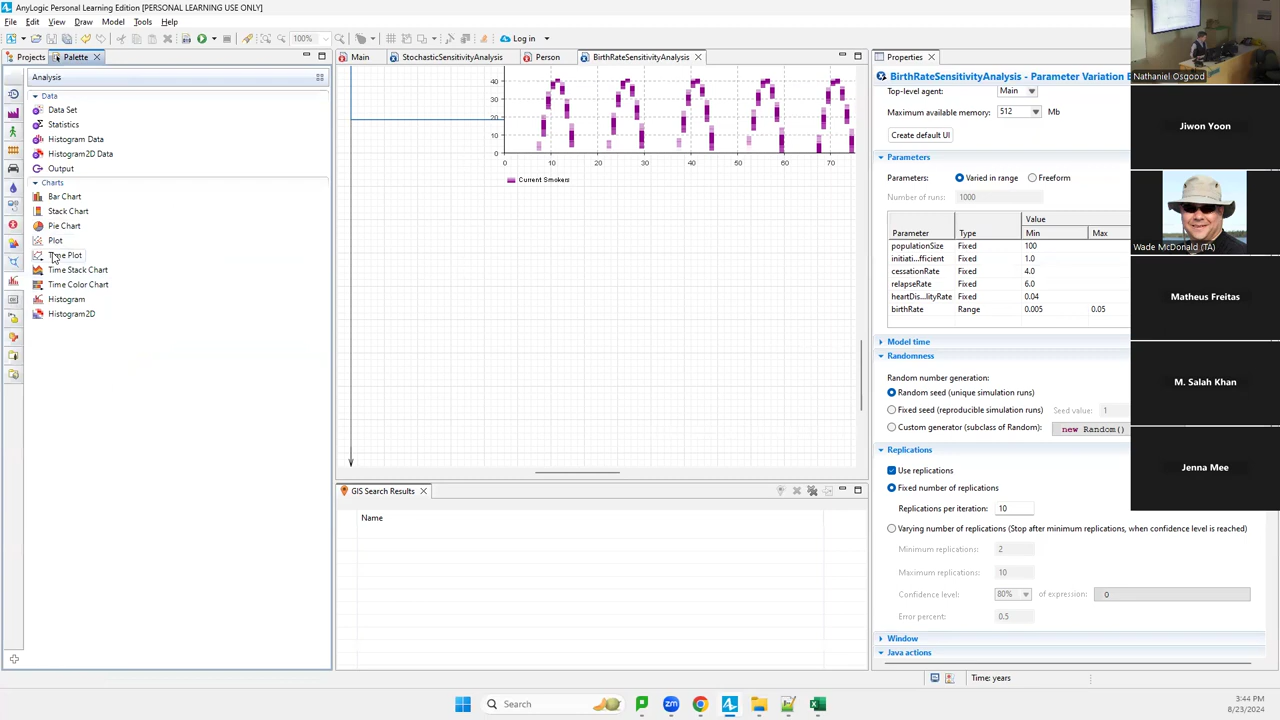 AnyLogic Personal Learning Edition [PERSONAL LEARNING USE ONLY]
File Edit View Draw Model Tools Help
100% Log in
Projects Palette
Main StochasticSensitivityAnalysis Person BirthRateSensitivityAnalysis
Properties
Analysis
Data
Data Set
Statistics
Histogram Data
Histogram2D Data
Output
Charts
Bar Chart
Stack Chart
Pie Chart
Plot
Time Plot
Time Stack Chart
Time Color Chart
Histogram
Histogram2D
40
30
20
10
0
0 10 20 30 40 50 60 70
Current Smokers
GIS Search Results
Name
BirthRateSensitivityAnalysis - Parameter Variation E
Top-level agent: Main
Maximum available memory: 512 Mb
Create default UI
Parameters
Parameters: Varied in range Freeform
Number of runs: 1000
Value
Parameter Type Min Max
populationSize Fixed 100
initiati...fficient Fixed 1.0
cessationRate Fixed 4.0
relapseRate Fixed 6.0
heartDis...lityRate Fixed 0.04
birthRate Range 0.005 0.05
Model time
Randomness
Random number generation:
Random seed (unique simulation runs)
Fixed seed (reproducible simulation runs) Seed value: 1
Custom generator (subclass of Random): new Random()
Replications
Use replications
Fixed number of replications
Replications per iteration: 10
Varying number of replications (Stop after minimum replications, when confidence level is reached)
Minimum replications: 2
Maximum replications: 10
Confidence level: 80% of expression: 0
Error percent: 0.5
Window
Java actions
Time: years
Nathaniel Osgood
Jiwon Yoon
Wade McDonald (TA)
Matheus Freitas
M. Salah Khan
Jenna Mee
Search
3:44 PM
8/23/2024